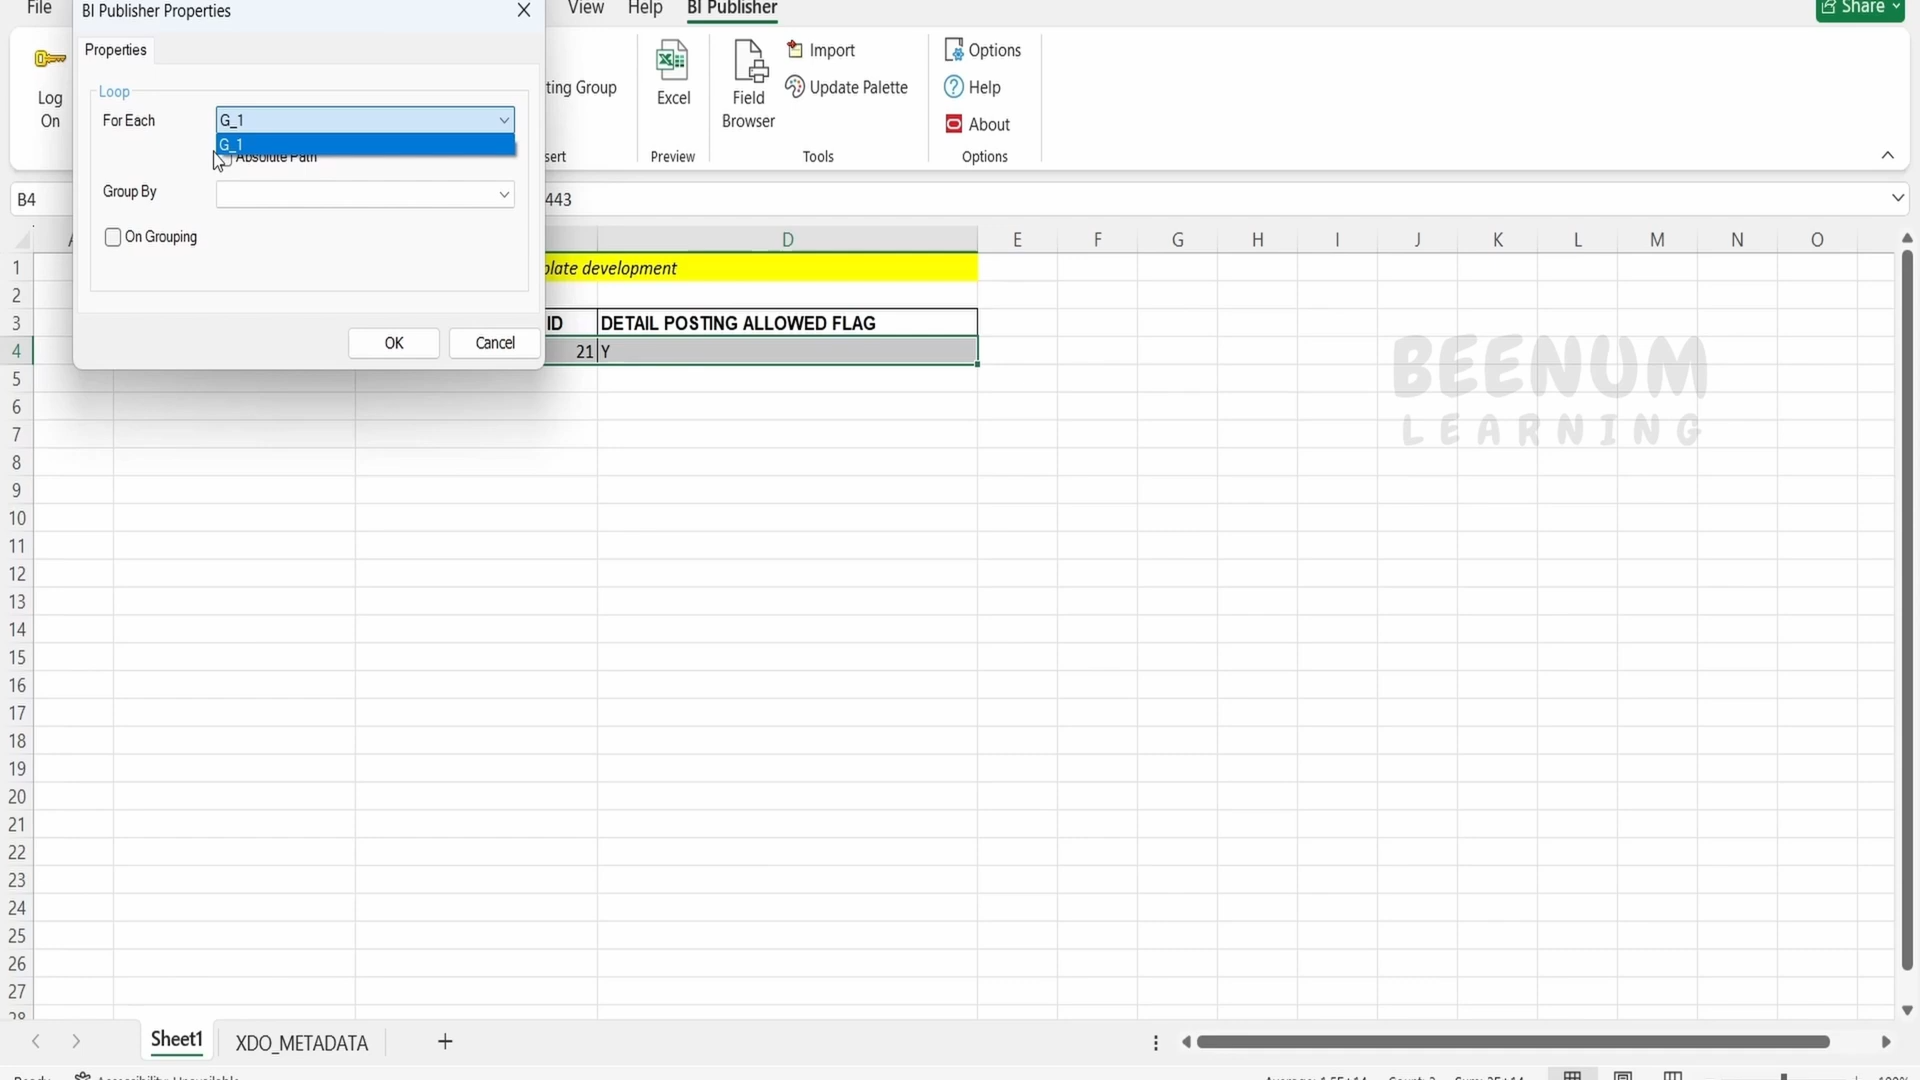 File
View
Help
BI Publisher
Share
BI Publisher Properties
Properties
Loop
For Each
G_1
G_1
Absolute Path
Group By
On Grouping
OK
Cancel
Log
On
ting Group
sert
Excel
Preview
Field
Browser
Import
Update Palette
Tools
Options
Help
About
Options
B4
443
D E F G H I J K L M N O
1
plate development
2
3
ID
DETAIL POSTING ALLOWED FLAG
4
21
Y
5
6
7
8
9
10
11
12
13
14
15
16
17
18
19
20
21
22
23
24
25
26
27
28
BEENUM
LEARNING
Sheet1
XDO_METADATA